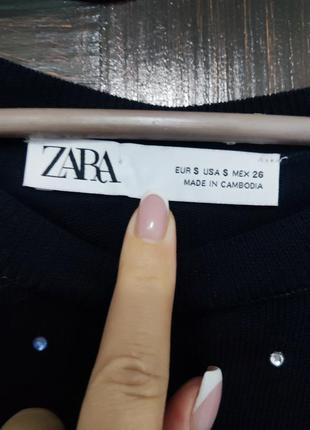 ZARA
EUR S USA S MEX 26
MADE IN CAMBODIA